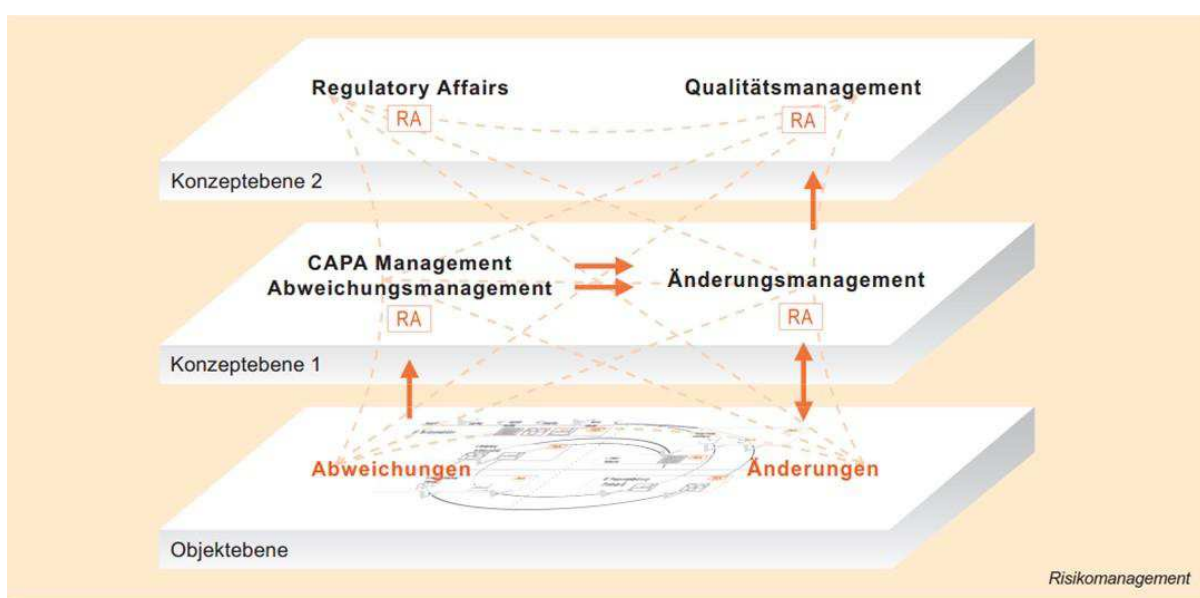 Regulatory Affairs
Qualitätsmanagement
RA
RA
Konzeptebene 2
CAPA Management
Abweichungsmanagement
Änderungsmanagement
RA
RA
Konzeptebene 1
Abweichungen
Änderungen
Objektebene
Risikomanagement